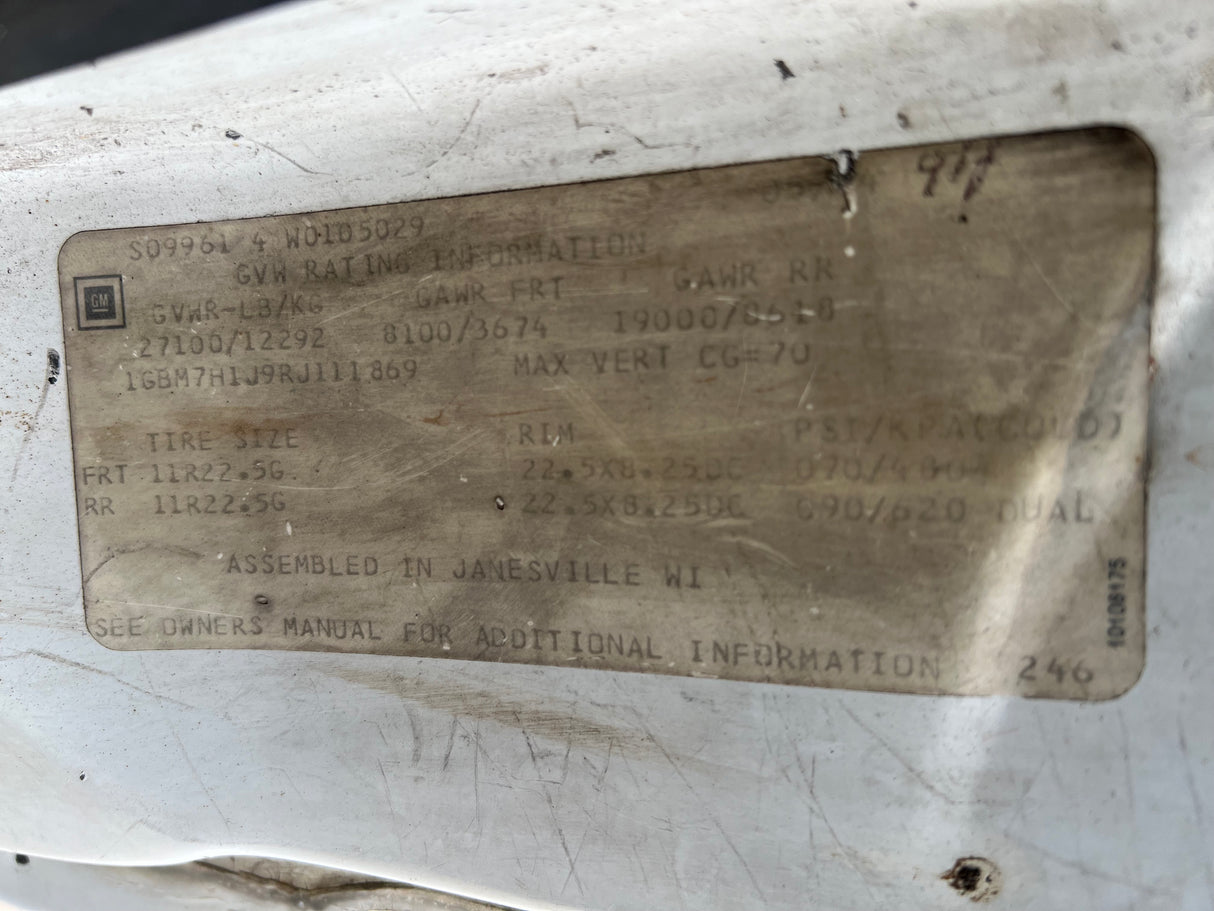 S09961 4 W0105029
GVW RATING INFORMATION
GM
GVWR-LB/KG GAWR FRT GAWR RR
27100/12292 8100/3674 19000/8618
1GBM7H1J9RJ111869 MAX VERT CG=70
TIRE SIZE RIM PSI/KPA(COLD)
FRT 11R22.5G 22.5X8.25DC
RR 11R22.5G 22.5X8.25DC 090/620 DUAL
ASSEMBLED IN JANESVILLE WI
SEE OWNERS MANUAL FOR ADDITIONAL INFORMATION 246
10106175